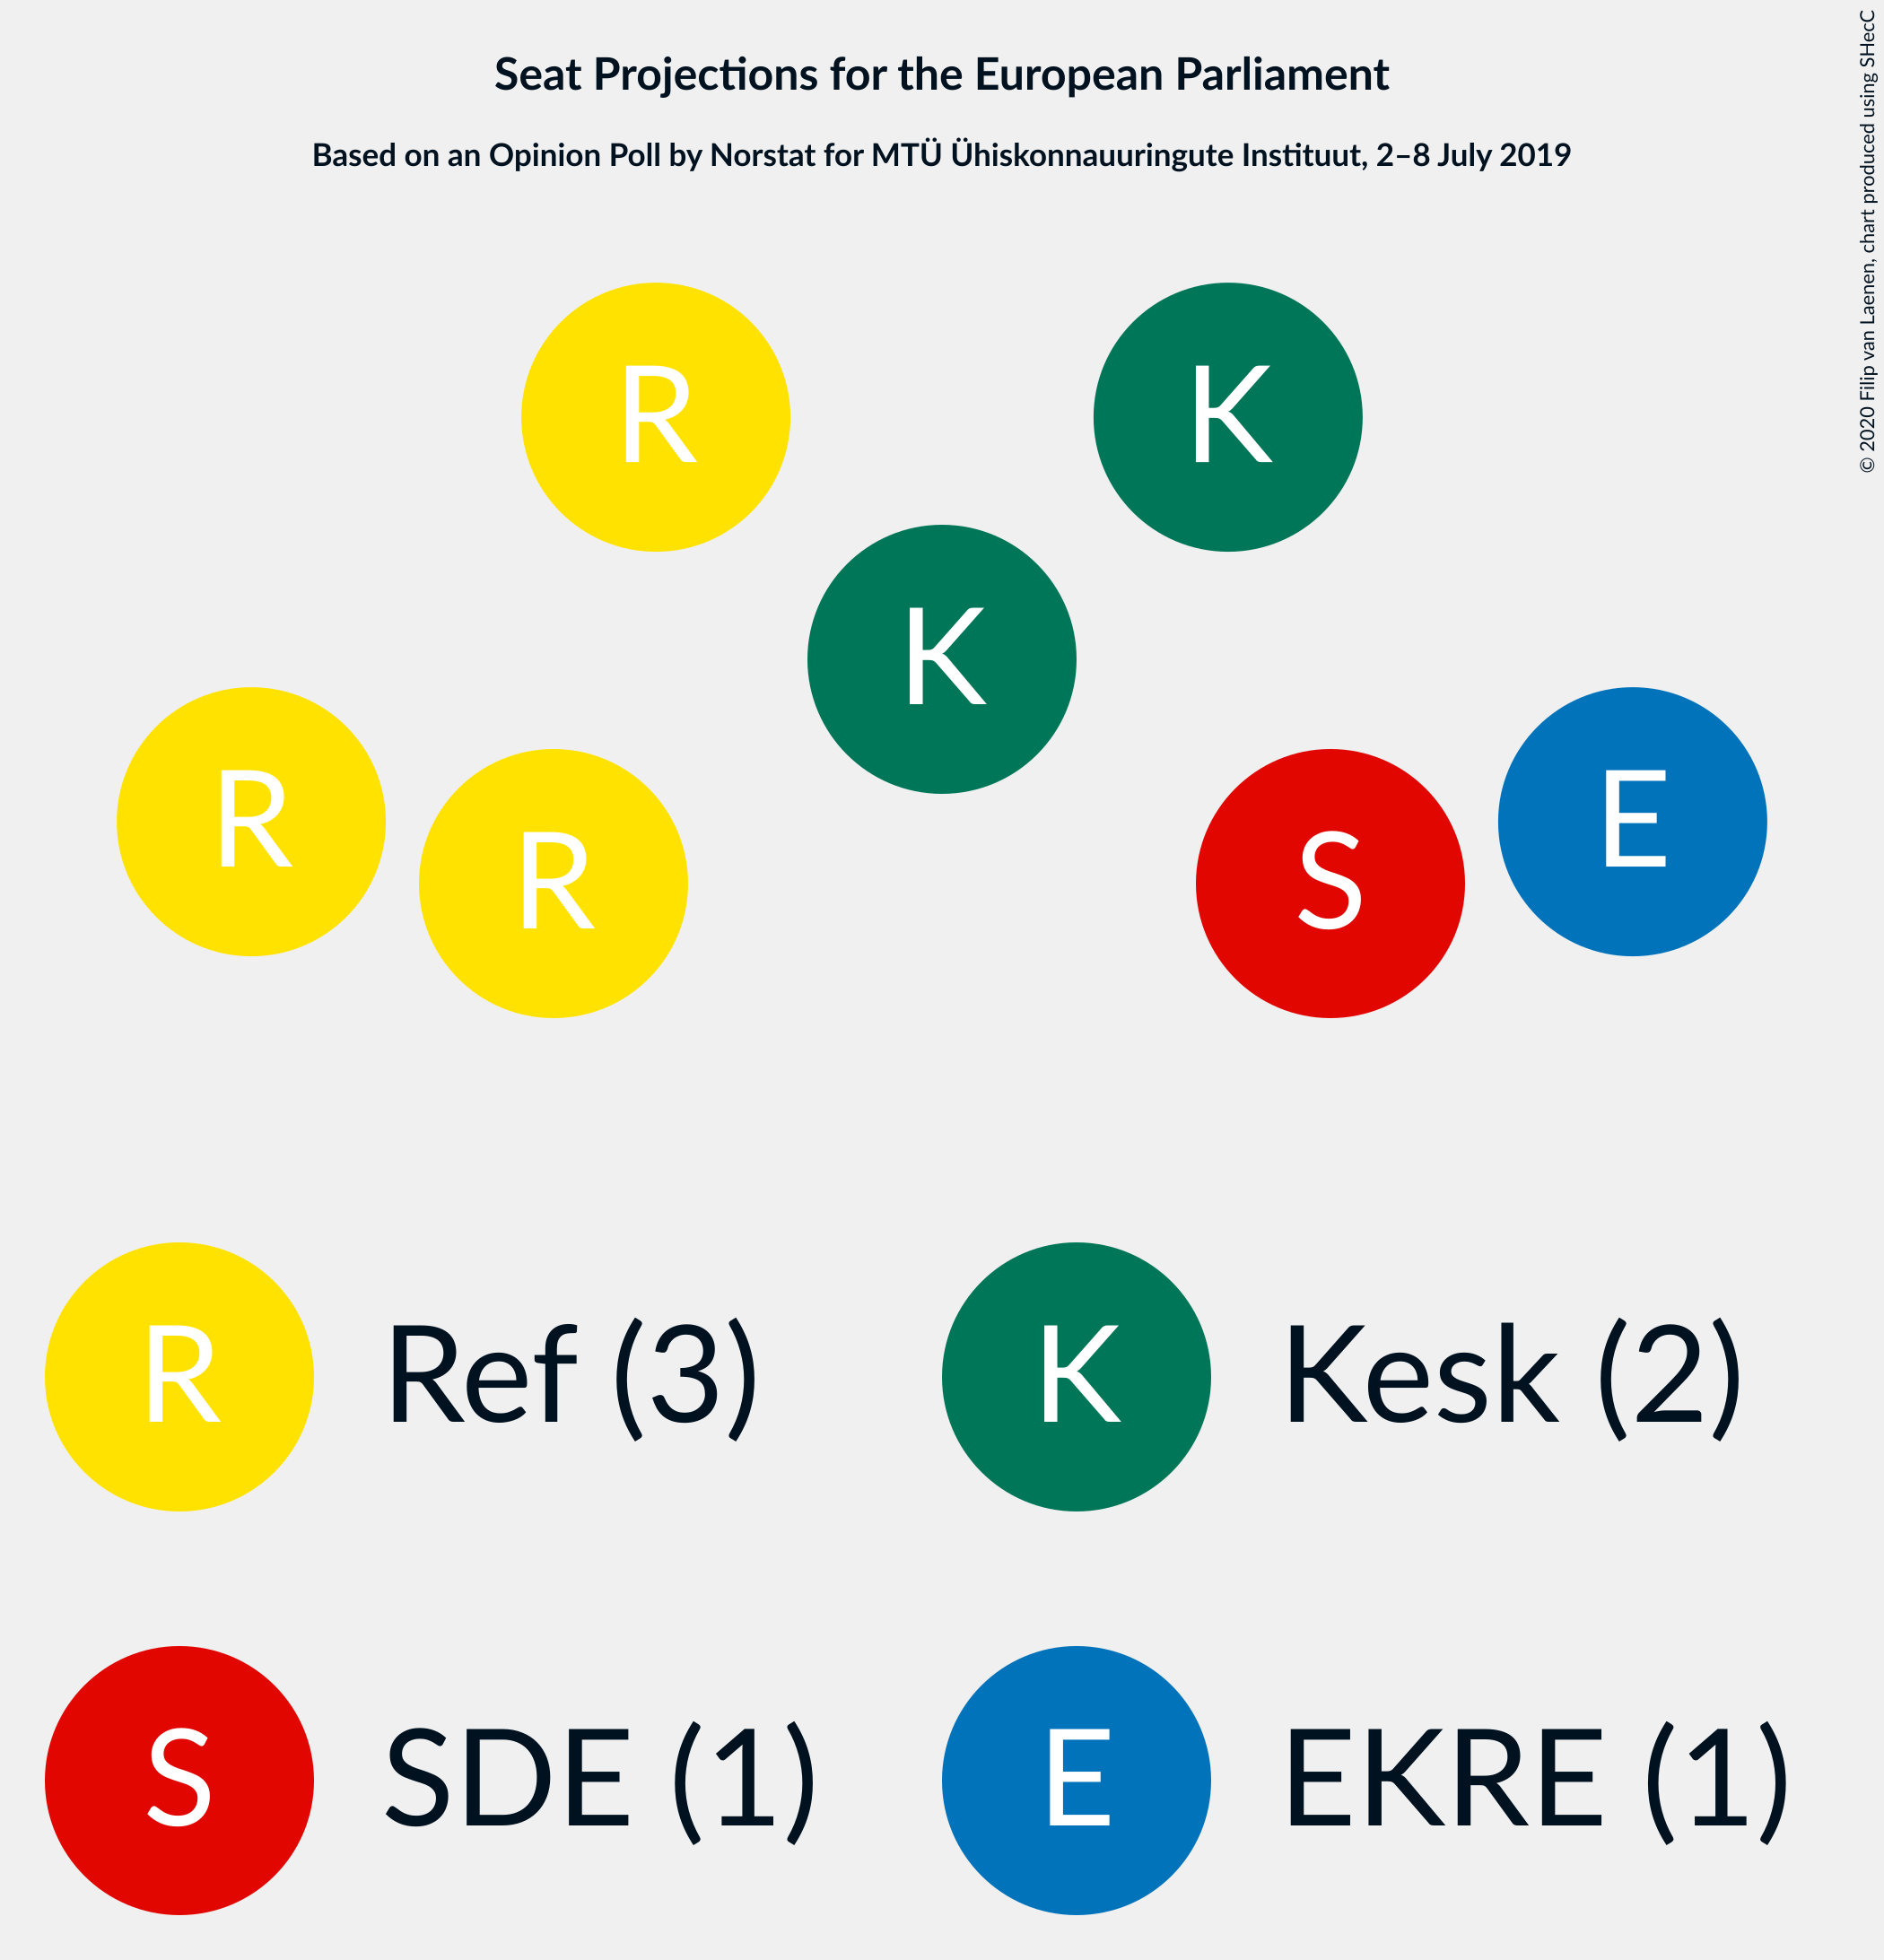 Seat Projections for the European Parliament
Based on an Opinion Poll by Norstat for MTÜ Ühiskonnauuringute Instituut, 2–8 July 2019
© 2020 Filip van Laenen, chart produced using SHecC
R
K
K
R
R
S
E
R
Ref (3)
K
Kesk (2)
S
SDE (1)
E
EKRE (1)